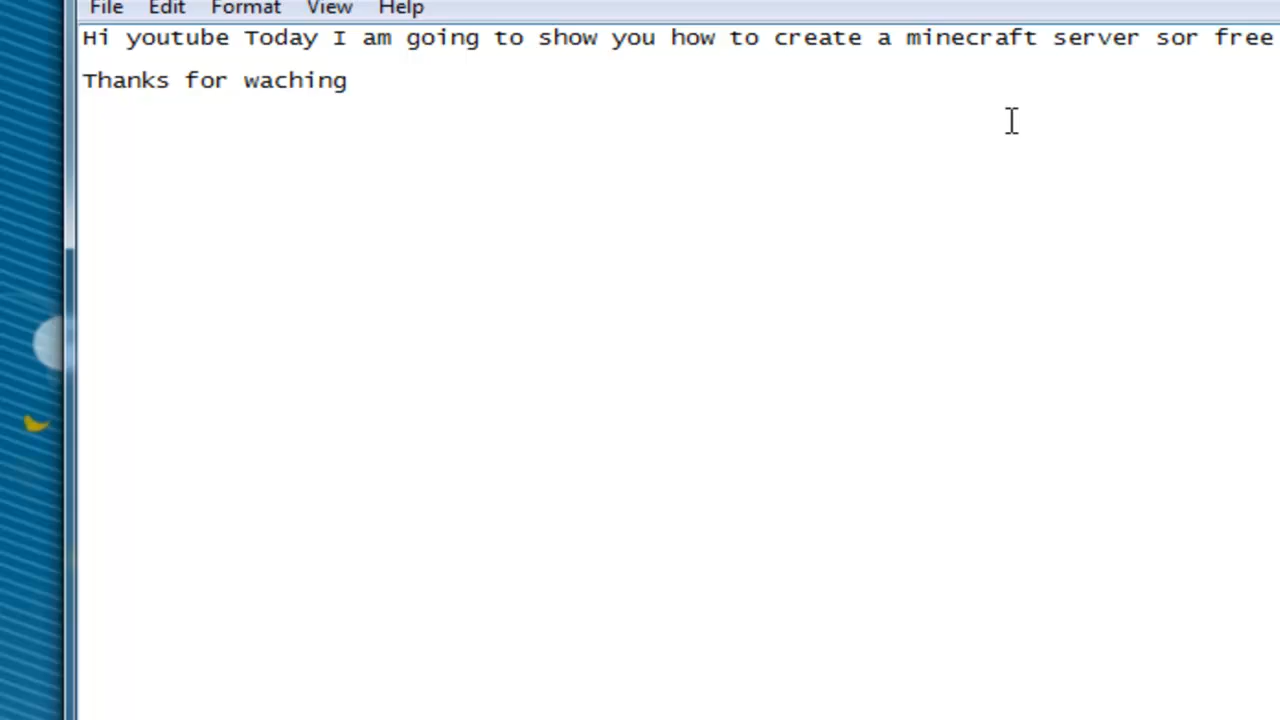 File Edit Format View Help
Hi youtube Today I am going to show you how to create a minecraft server sor free
Thanks for waching